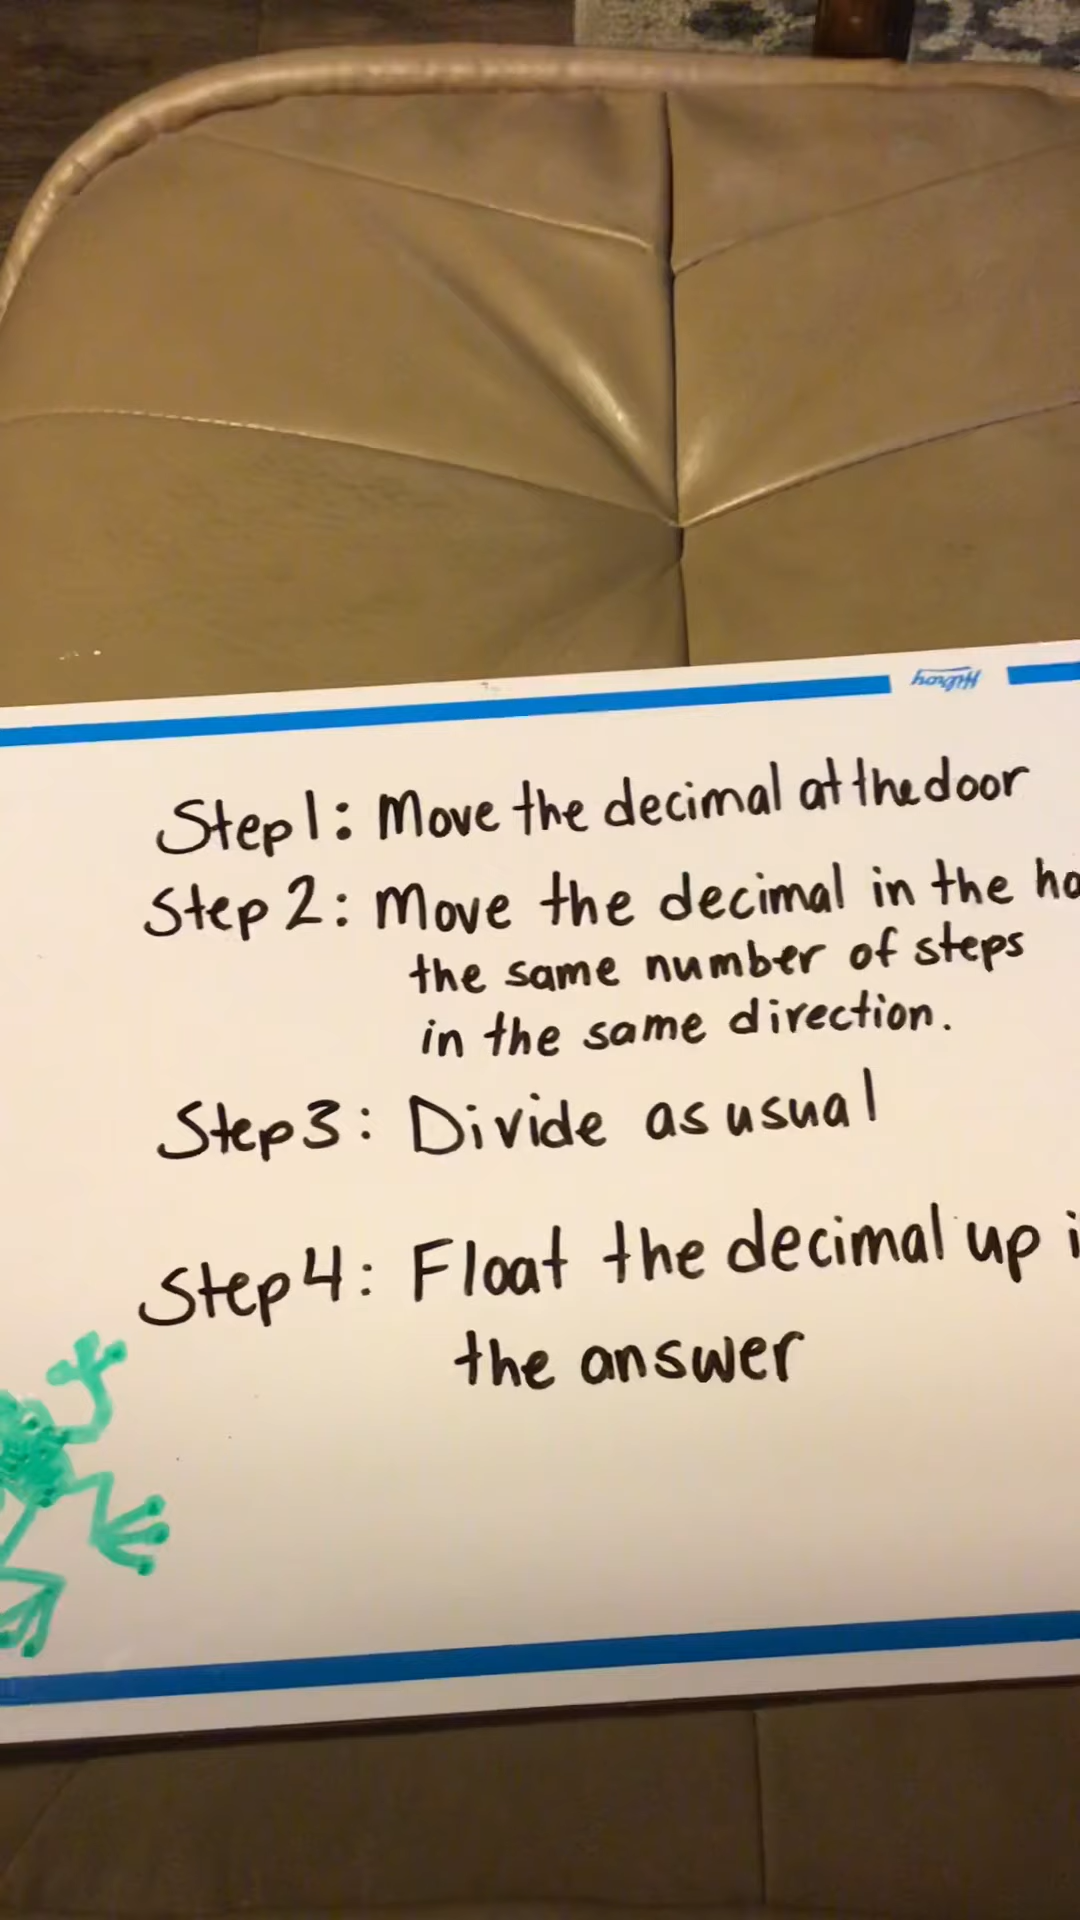 Hilroy
Step 1: Move the decimal at the door
Step 2: Move the decimal in the ho
the same number of steps
in the same direction.
Step 3: Divide as usual
Step 4: Float the decimal up i
the answer